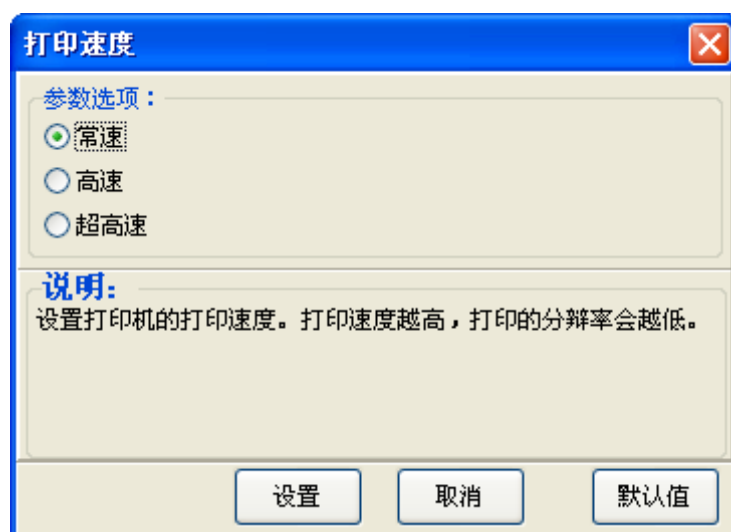 打印速度
参数选项：
常速
高速
超高速
说明:
设置打印机的打印速度。打印速度越高，打印的分辩率会越低。
设置
取消
默认值